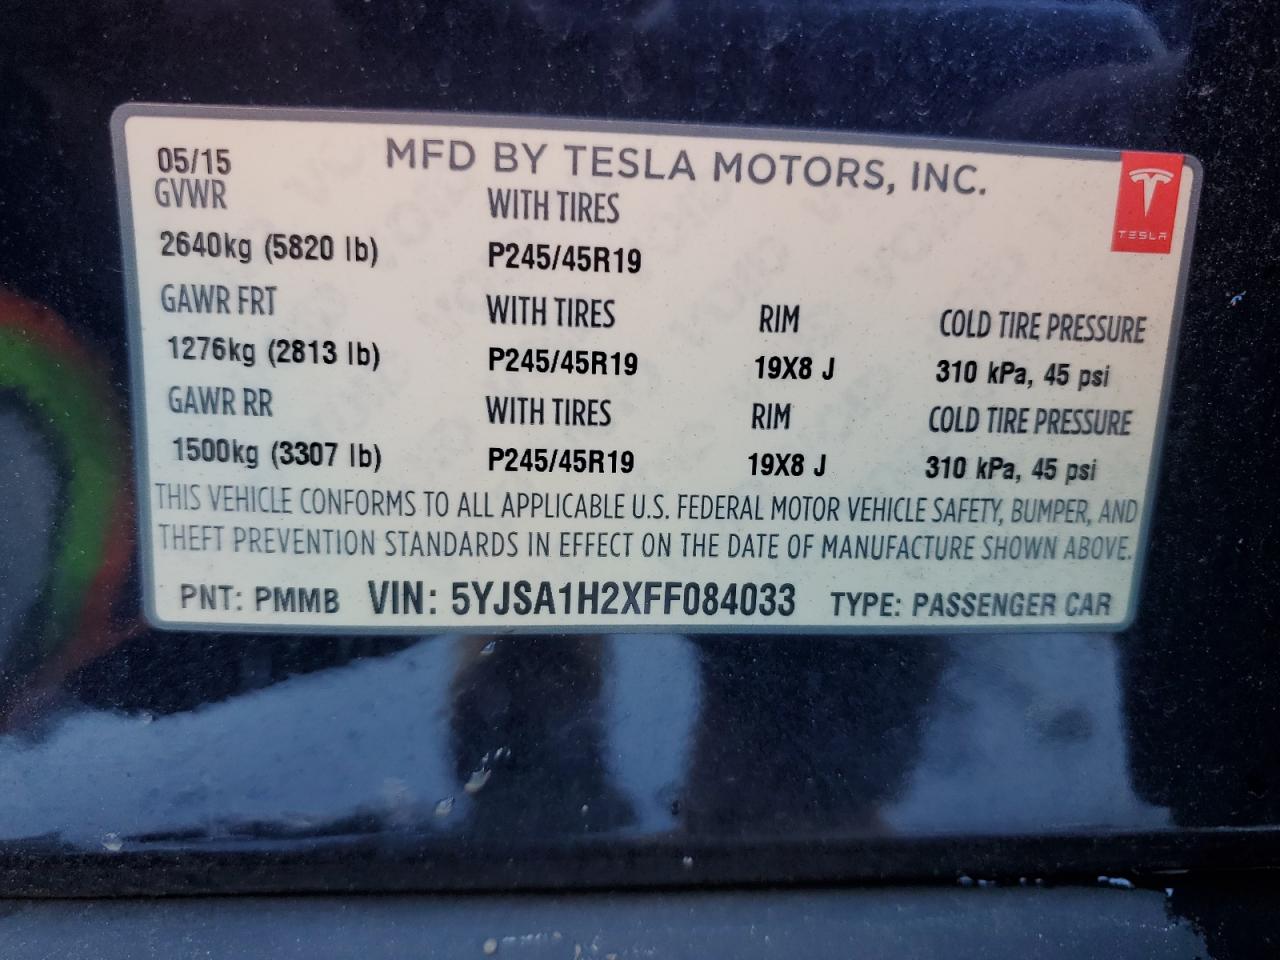 05/15 MFD BY TESLA MOTORS, INC.
GVWR WITH TIRES
2640kg (5820 lb) P245/45R19
TESLA
GAWR FRT WITH TIRES RIM COLD TIRE PRESSURE
1276kg (2813 lb) P245/45R19 19X8 J 310 kPa, 45 psi
GAWR RR WITH TIRES RIM COLD TIRE PRESSURE
1500kg (3307 lb) P245/45R19 19X8 J 310 kPa, 45 psi
THIS VEHICLE CONFORMS TO ALL APPLICABLE U.S. FEDERAL MOTOR VEHICLE SAFETY, BUMPER, AND
THEFT PREVENTION STANDARDS IN EFFECT ON THE DATE OF MANUFACTURE SHOWN ABOVE.
PNT: PMMB VIN: 5YJSA1H2XFF084033 TYPE: PASSENGER CAR